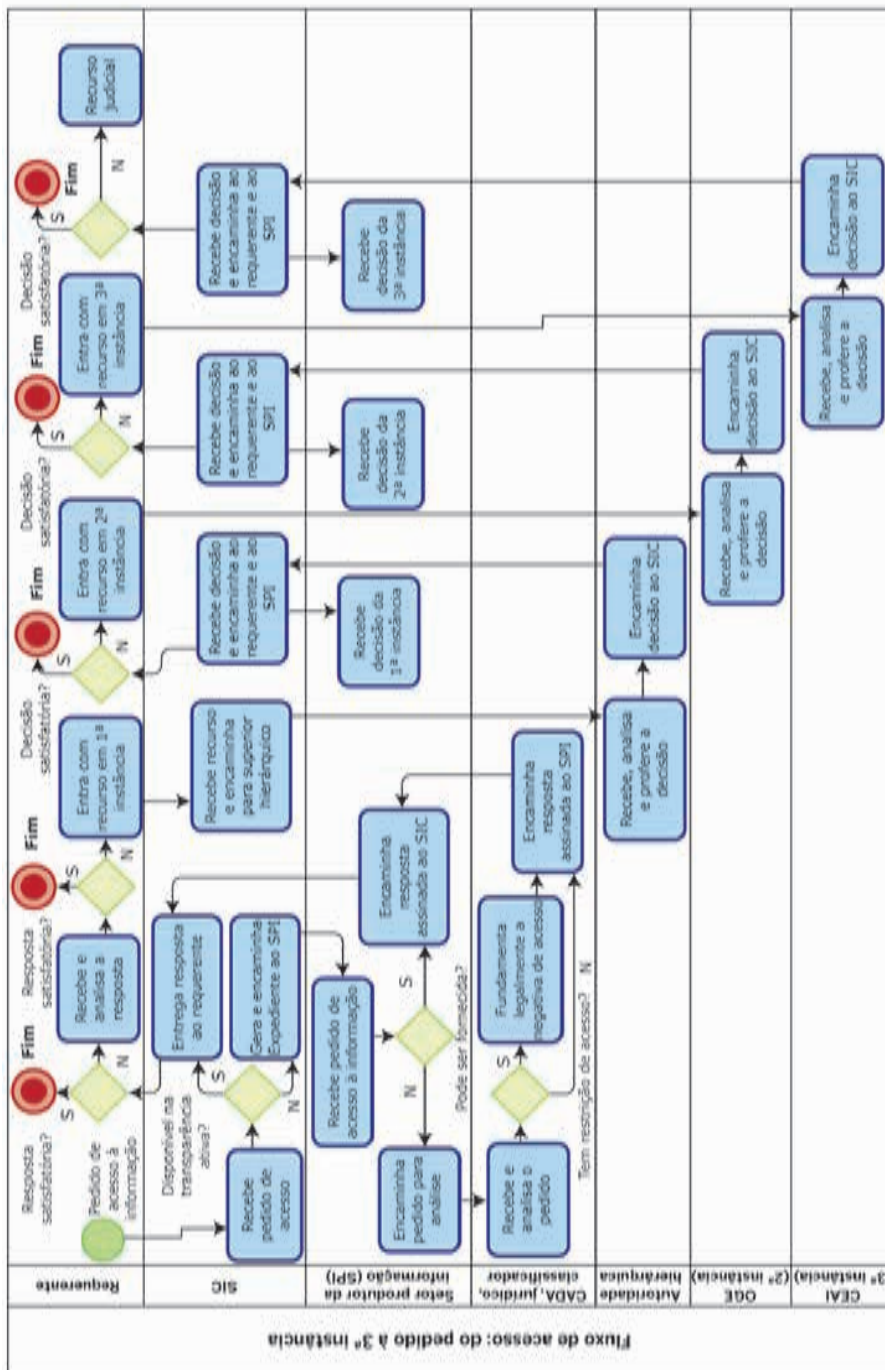 Fluxo de acesso: do pedido à 3ª instância
Requerente
Pedido de
acesso à
informação
Resposta
satisfatória?
S
N
Fim
Recebe e
analisa a
resposta
Resposta
satisfatória?
S
N
Fim
Entra com
recurso em 1ª
instância
Decisão
satisfatória?
S
N
Fim
Entra com
recurso em 2ª
instância
Decisão
satisfatória?
S
N
Fim
Entra com
recurso em 3ª
instância
Decisão
satisfatória?
S
N
Fim
Recurso
judicial
SIC
Recebe
pedido de
acesso
Disponível na
transparência
ativa?
S
N
Entrega resposta
ao requerente
Gera e encaminha
Expediente ao SPI
Recebe recurso
e encaminha
para superior
hierárquico
Recebe decisão
e encaminha ao
requerente e ao
SPI
Recebe decisão
e encaminha ao
requerente e ao
SPI
Recebe decisão
e encaminha ao
requerente e ao
SPI
Setor produtor da
informação (SPI)
Encaminha
pedido para
análise
Recebe pedido de
acesso à informação
N
S
Pode ser fornecida?
Encaminha
resposta
assinada ao SIC
Recebe
decisão da
1ª instância
Recebe
decisão da
2ª instância
Recebe
decisão da
3ª instância
CADA, jurídico,
classificador
Recebe e
analisa o
pedido
S
Tem restrição de acesso?
N
Fundamenta
legalmente a
negativa de acesso
Encaminha
resposta
assinada ao SPI
Autoridade
hierárquica
Recebe, analisa
e profere a
decisão
Encaminha
decisão ao SIC
OGE
(2ª instância)
Recebe, analisa
e profere a
decisão
Encaminha
decisão ao SIC
CEAI
3ª instância)
Recebe, analisa
e profere a
decisão
Encaminha
decisão ao SIC